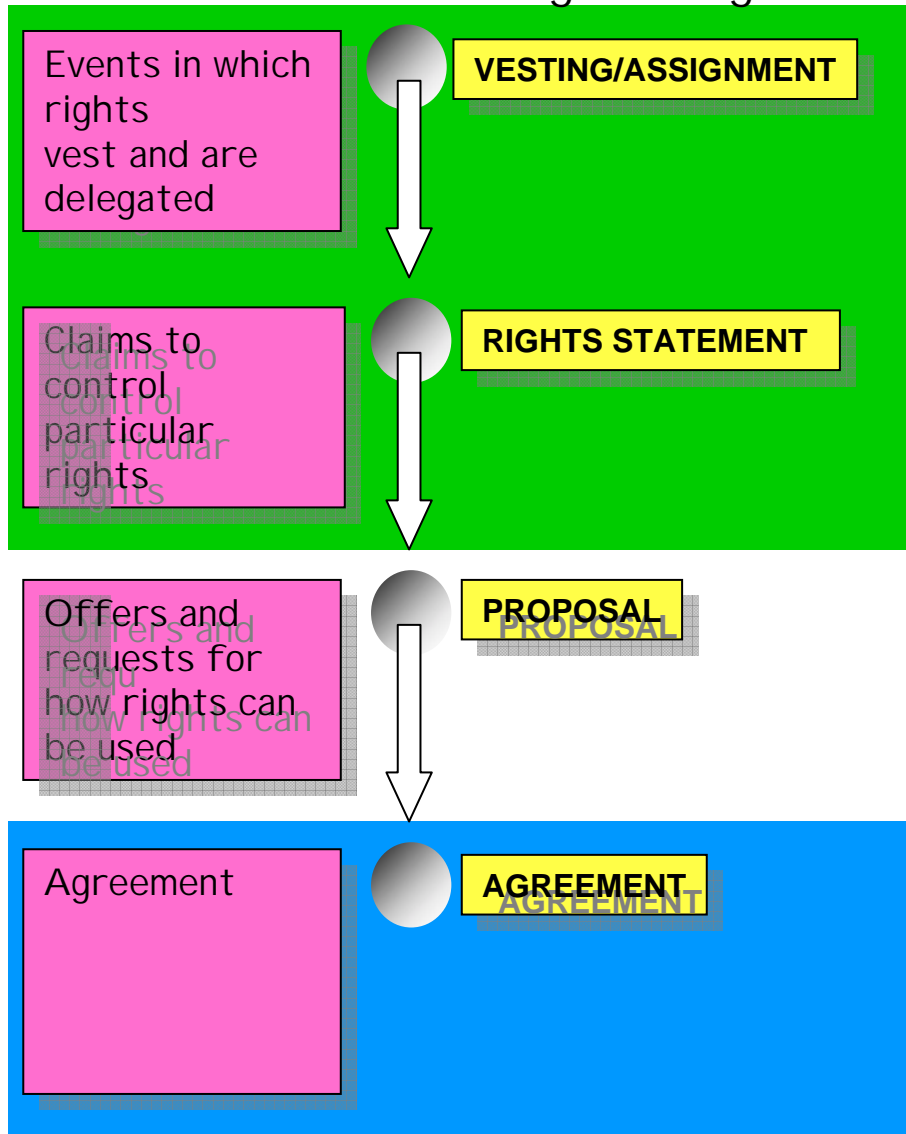 Events in which
rights
vest and are
delegated
VESTING/ASSIGNMENT
Claims to
control
particular
rights
RIGHTS STATEMENT
Offers and
requests for
how rights can
be used
PROPOSAL
Agreement
AGREEMENT